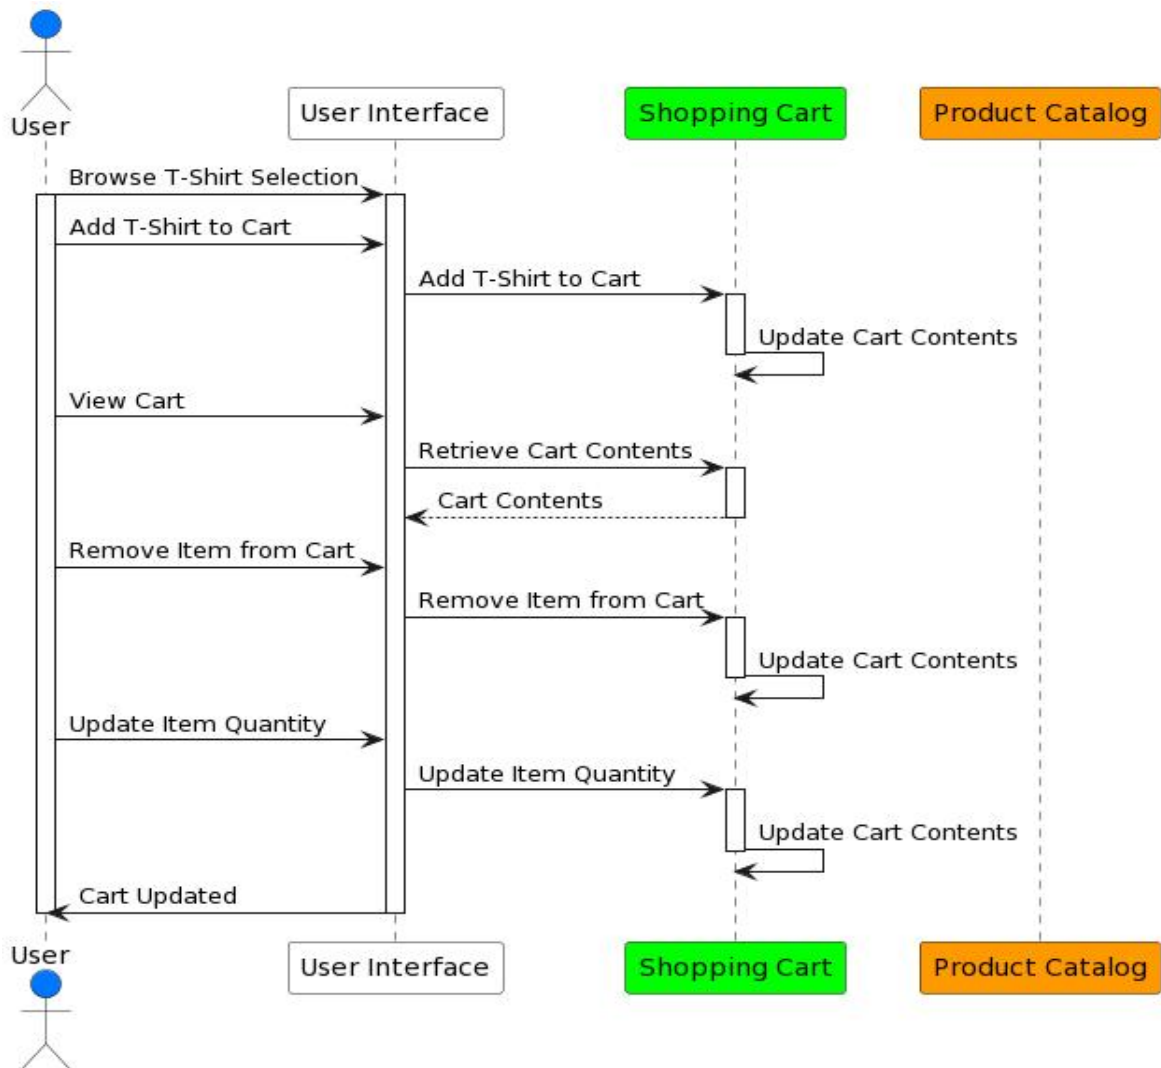 User
User Interface
Shopping Cart
Product Catalog
Browse T-Shirt Selection
Add T-Shirt to Cart
Add T-Shirt to Cart
Update Cart Contents
View Cart
Retrieve Cart Contents
Cart Contents
Remove Item from Cart
Remove Item from Cart
Update Cart Contents
Update Item Quantity
Update Item Quantity
Update Cart Contents
Cart Updated
User
User Interface
Shopping Cart
Product Catalog